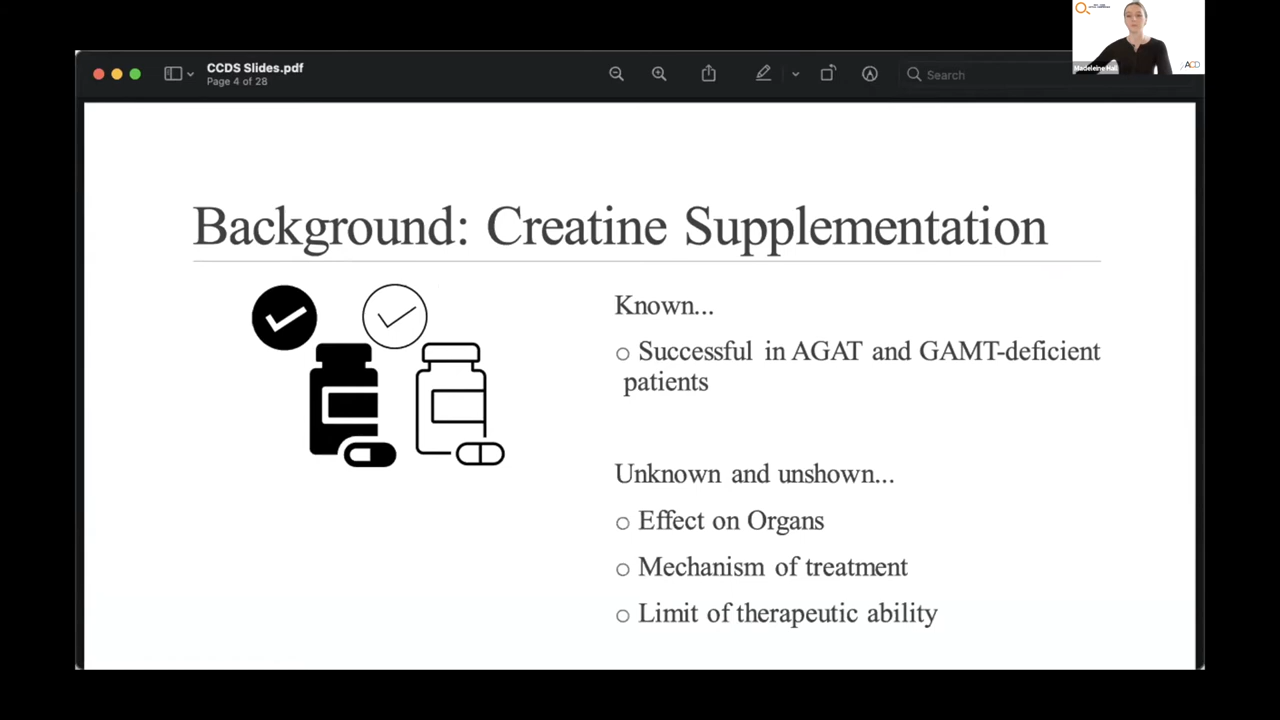 CCDS Slides.pdf
Page 4 of 28
Search
Background: Creatine Supplementation
Known...
○ Successful in AGAT and GAMT-deficient
patients
Unknown and unshown...
○ Effect on Organs
○ Mechanism of treatment
○ Limit of therapeutic ability